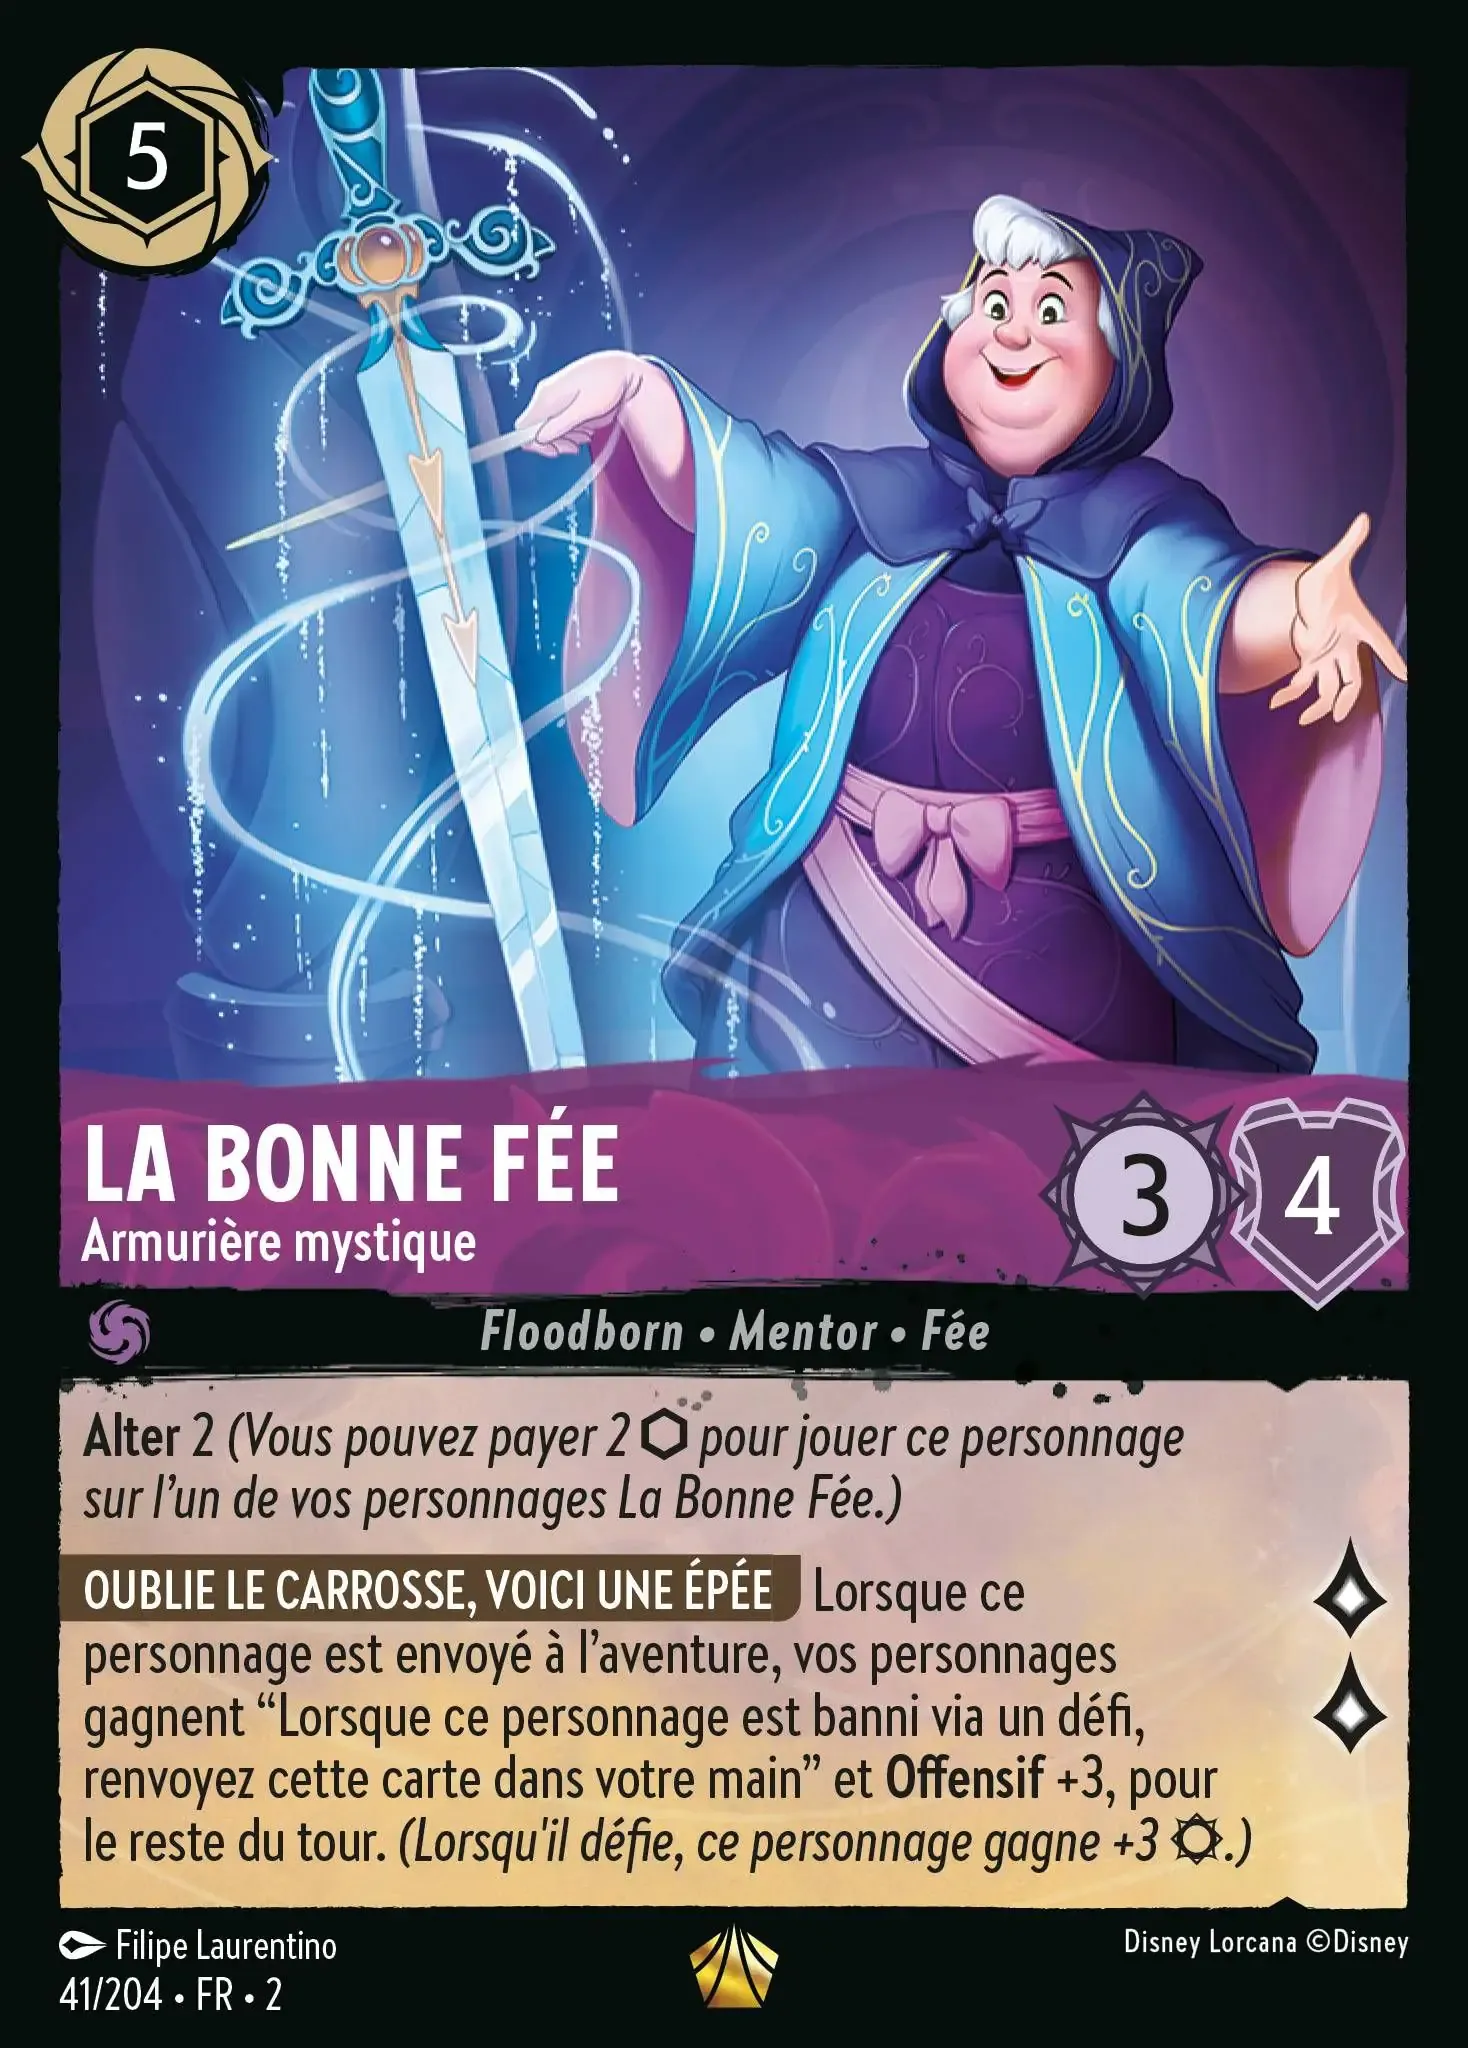 5
LA BONNE FÉE
Armurière mystique
3
4
Floodborn • Mentor • Fée
Alter 2 (Vous pouvez payer 2 ⬡ pour jouer ce personnage
sur l’un de vos personnages La Bonne Fée.)
OUBLIE LE CARROSSE, VOICI UNE ÉPÉE Lorsque ce
personnage est envoyé à l’aventure, vos personnages
gagnent “Lorsque ce personnage est banni via un défi,
renvoyez cette carte dans votre main” et Offensif +3, pour
le reste du tour. (Lorsqu'il défie, ce personnage gagne +3 ¤.)
Filipe Laurentino
Disney Lorcana ©Disney
41/204 • FR • 2